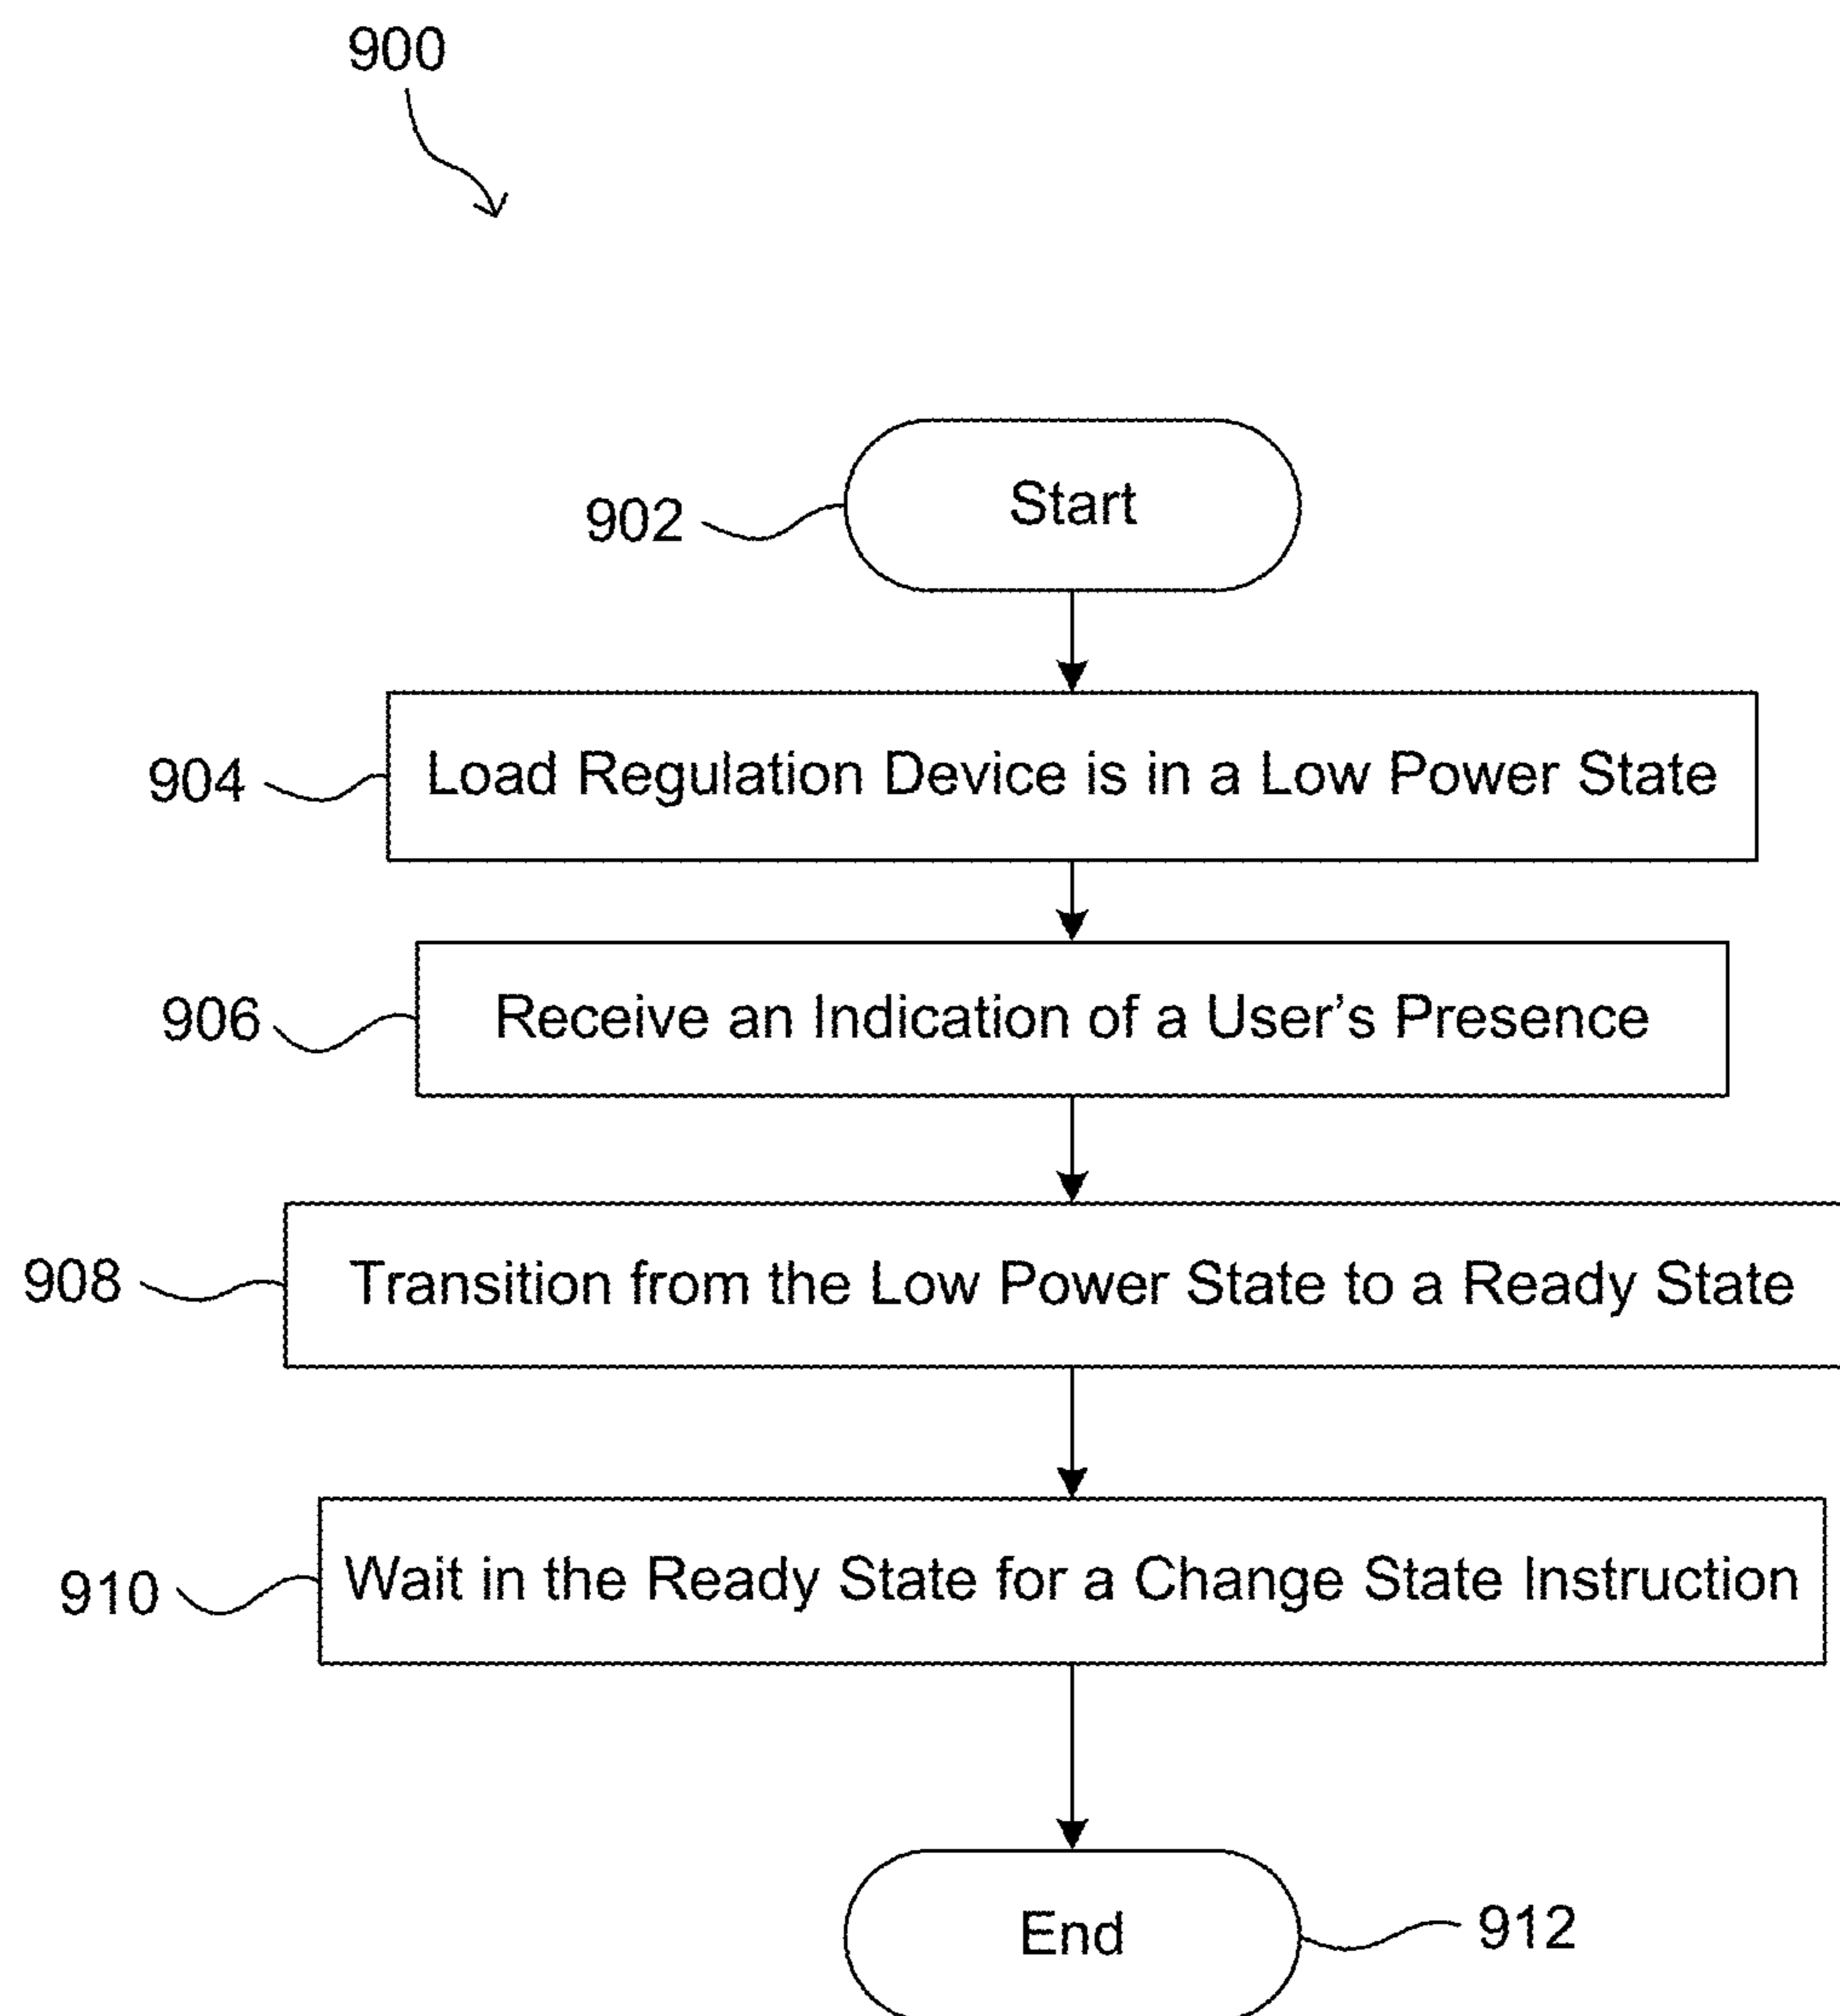 900
902
Start
904
Load Regulation Device is in a Low Power State
906
Receive an Indication of a User’s Presence
908
Transition from the Low Power State to a Ready State
910
Wait in the Ready State for a Change State Instruction
End
912